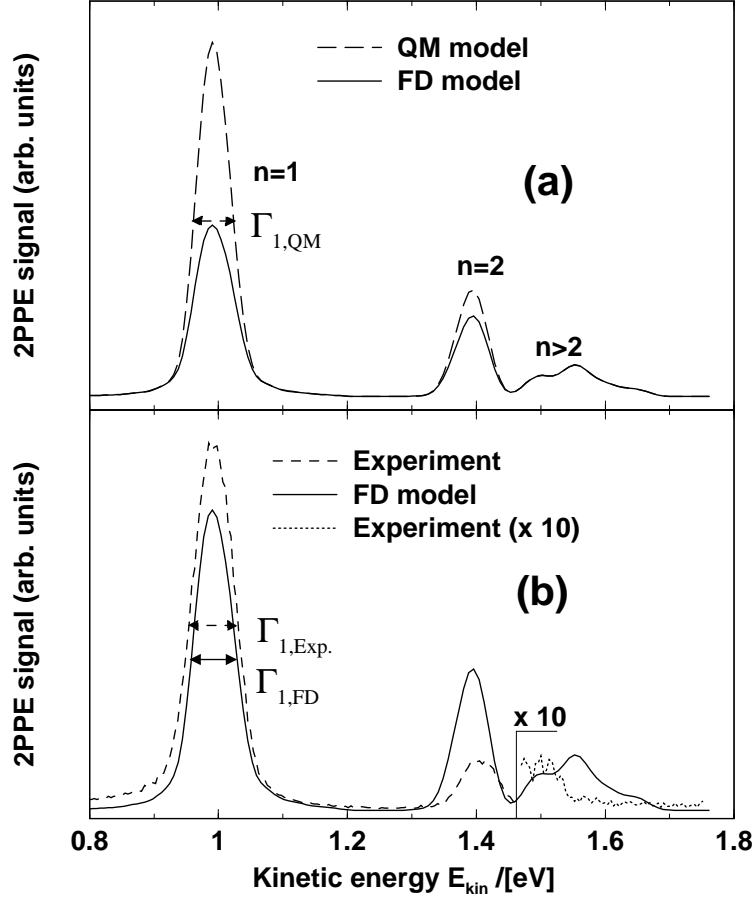 2PPE signal (arb. units)
QM model
FD model
n=1
(a)
Γ1,QM
n=2
n>2
2PPE signal (arb. units)
Experiment
FD model
Experiment (x 10)
(b)
Γ1,Exp.
Γ1,FD
x 10
0.8 1 1.2 1.4 1.6 1.8
Kinetic energy Ekin /[eV]